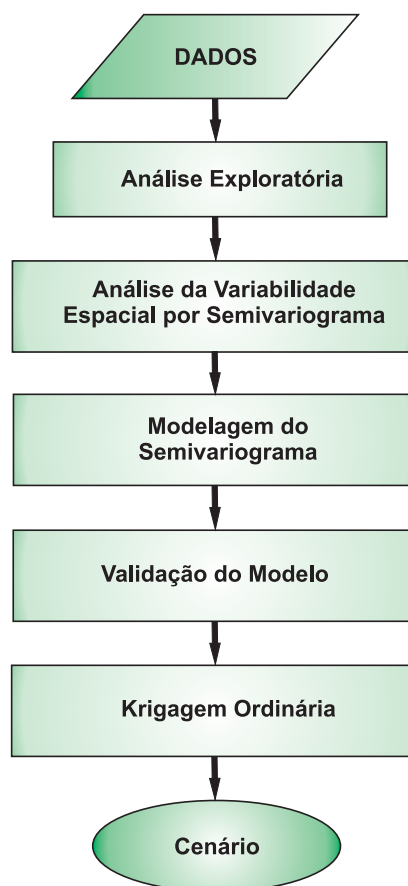 DADOS
Análise Exploratória
Análise da Variabilidade
Espacial por Semivariograma
Modelagem do
Semivariograma
Validação do Modelo
Krigagem Ordinária
Cenário